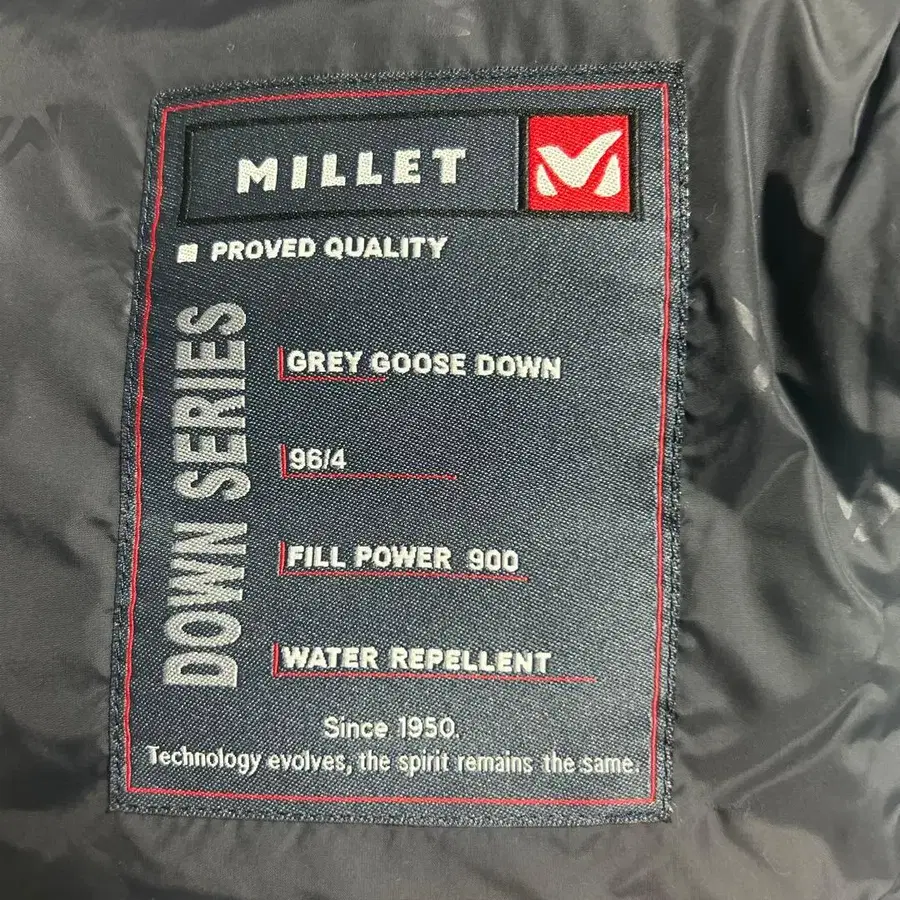 MILLET
PROVED QUALITY
DOWN SERIES
GREY GOOSE DOWN
96/4
FILL POWER 900
WATER REPELLENT
Since 1950.
Technology evolves, the spirit remains the same.